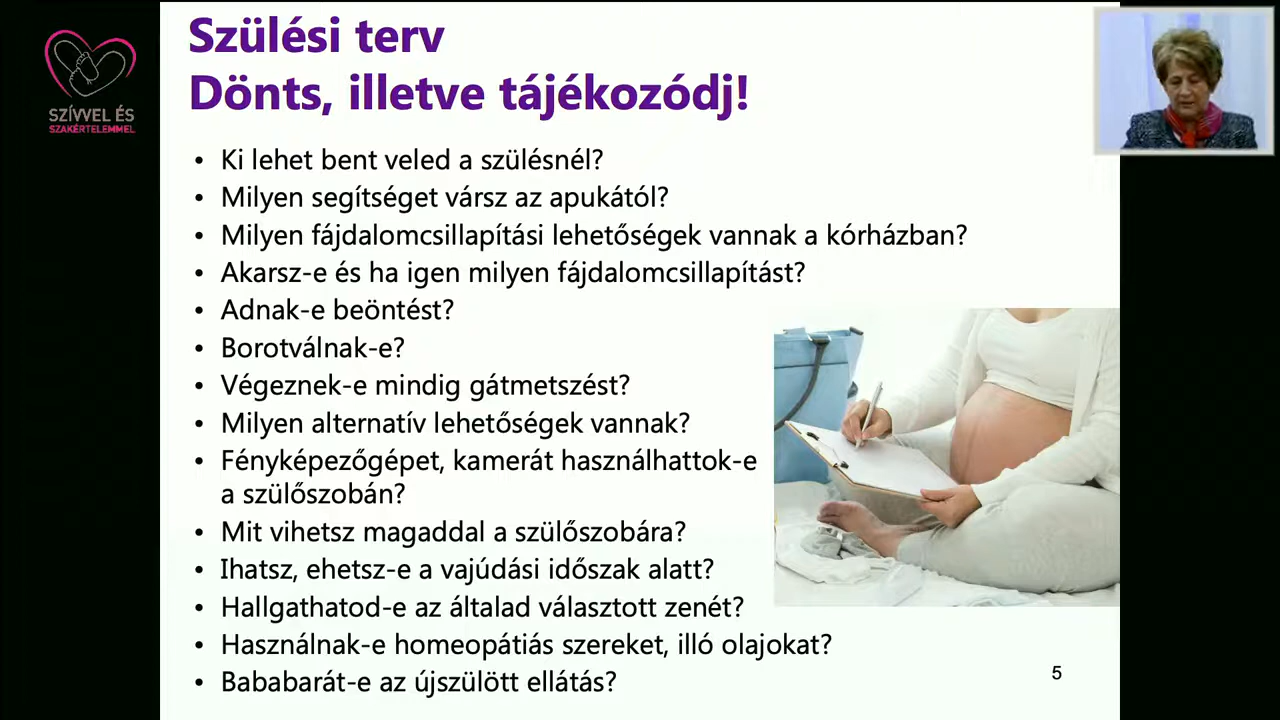 SZÍVVEL ÉS
SZAKÉRTELEMMEL
Szülési terv
Dönts, illetve tájékozódj!
• Ki lehet bent veled a szülésnél?
• Milyen segítséget vársz az apukától?
• Milyen fájdalomcsillapítási lehetőségek vannak a kórházban?
• Akarsz-e és ha igen milyen fájdalomcsillapítást?
• Adnak-e beöntést?
• Borotválnak-e?
• Végeznek-e mindig gátmetszést?
• Milyen alternatív lehetőségek vannak?
• Fényképezőgépet, kamerát használhattok-e
a szülőszobán?
• Mit vihetsz magaddal a szülőszobára?
• Ihatsz, ehetsz-e a vajúdási időszak alatt?
• Hallgathatod-e az általad választott zenét?
• Használnak-e homeopátiás szereket, illó olajokat?
• Bababarát-e az újszülött ellátás?
5